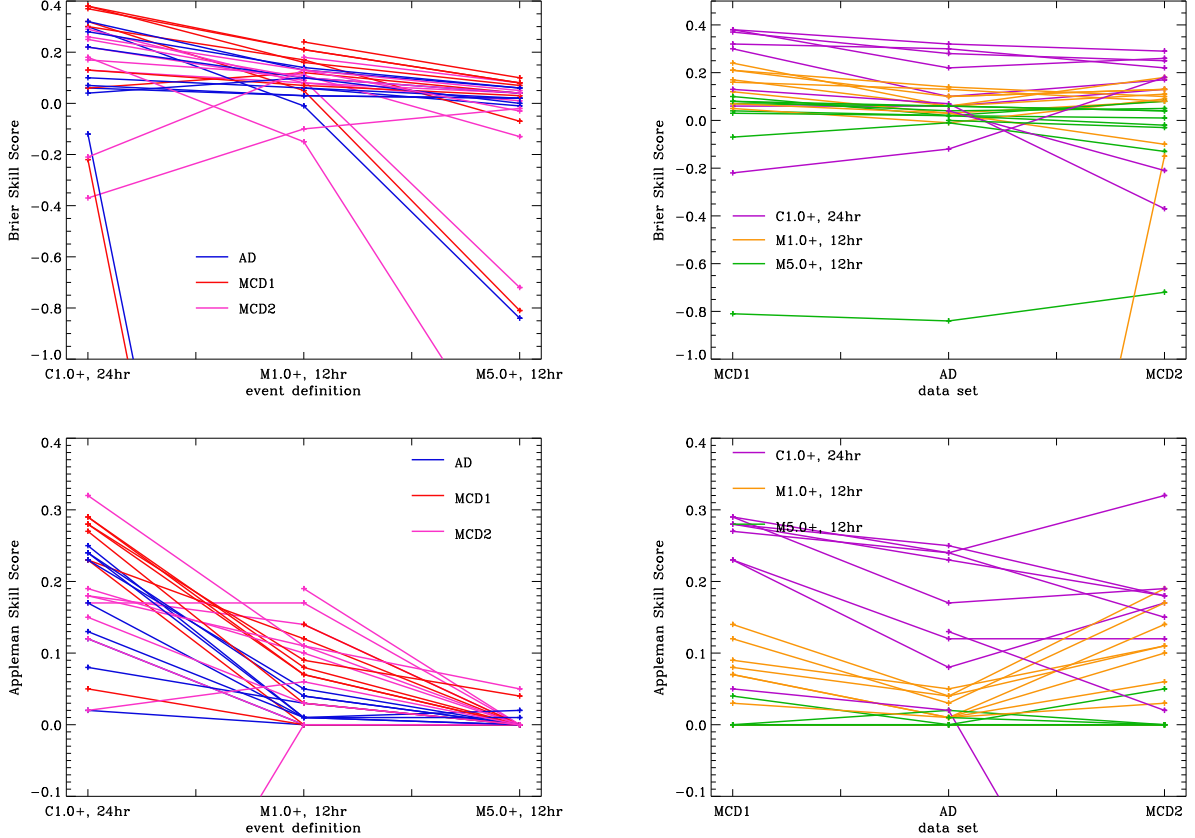 0.4
0.2
0.0
−0.2
−0.4
−0.6
−0.8
−1.0
Brier Skill Score
AD
MCD1
MCD2
C1.0+, 24hr
M1.0+, 12hr
M5.0+, 12hr
event definition
0.4
0.2
0.0
−0.2
−0.4
−0.6
−0.8
−1.0
Brier Skill Score
C1.0+, 24hr
M1.0+, 12hr
M5.0+, 12hr
MCD1
AD
MCD2
data set
0.4
0.3
0.2
0.1
0.0
−0.1
Appleman Skill Score
AD
MCD1
MCD2
C1.0+, 24hr
M1.0+, 12hr
M5.0+, 12hr
event definition
0.4
0.3
0.2
0.1
0.0
−0.1
Appleman Skill Score
C1.0+, 24hr
M1.0+, 12hr
M5.0+, 12hr
MCD1
AD
MCD2
data set